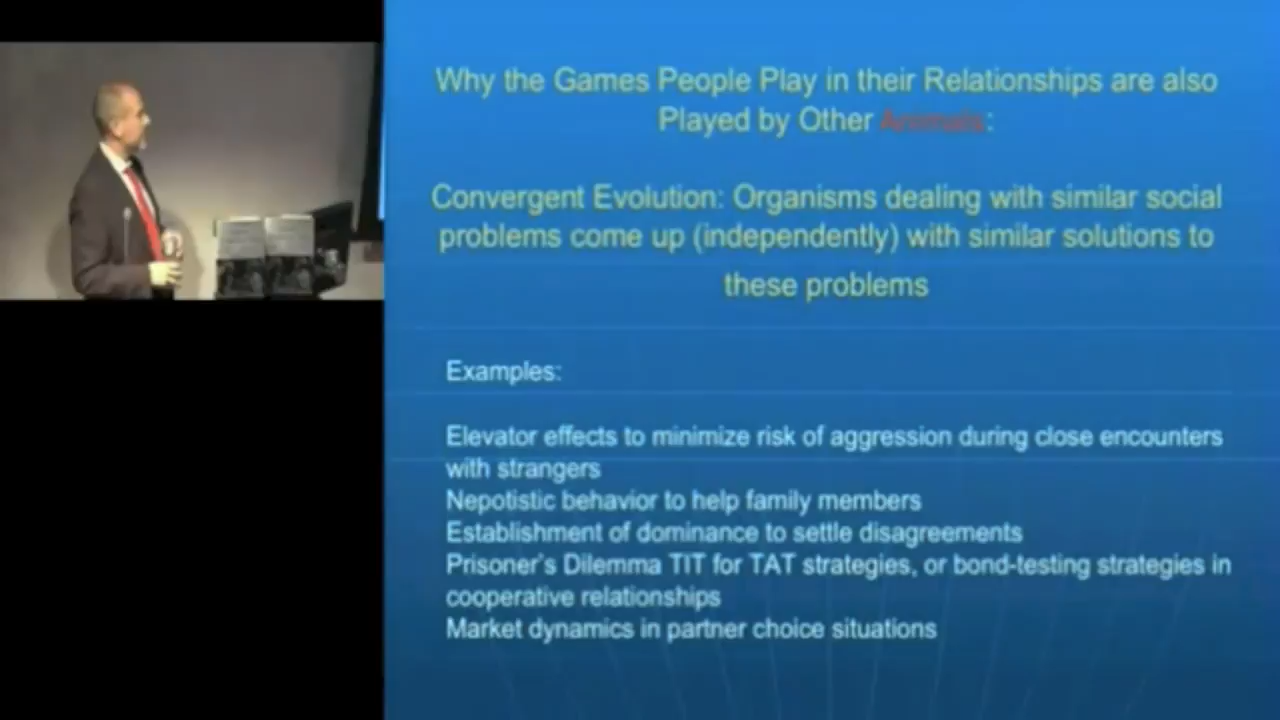 Why the Games People Play in their Relationships are also
Played by Other Animals:
Convergent Evolution: Organisms dealing with similar social
problems come up (independently) with similar solutions to
these problems
Examples:
Elevator effects to minimize risk of aggression during close encounters
with strangers
Nepotistic behavior to help family members
Establishment of dominance to settle disagreements
Prisoner's Dilemma TIT for TAT strategies, or bond-testing strategies in
cooperative relationships
Market dynamics in partner choice situations